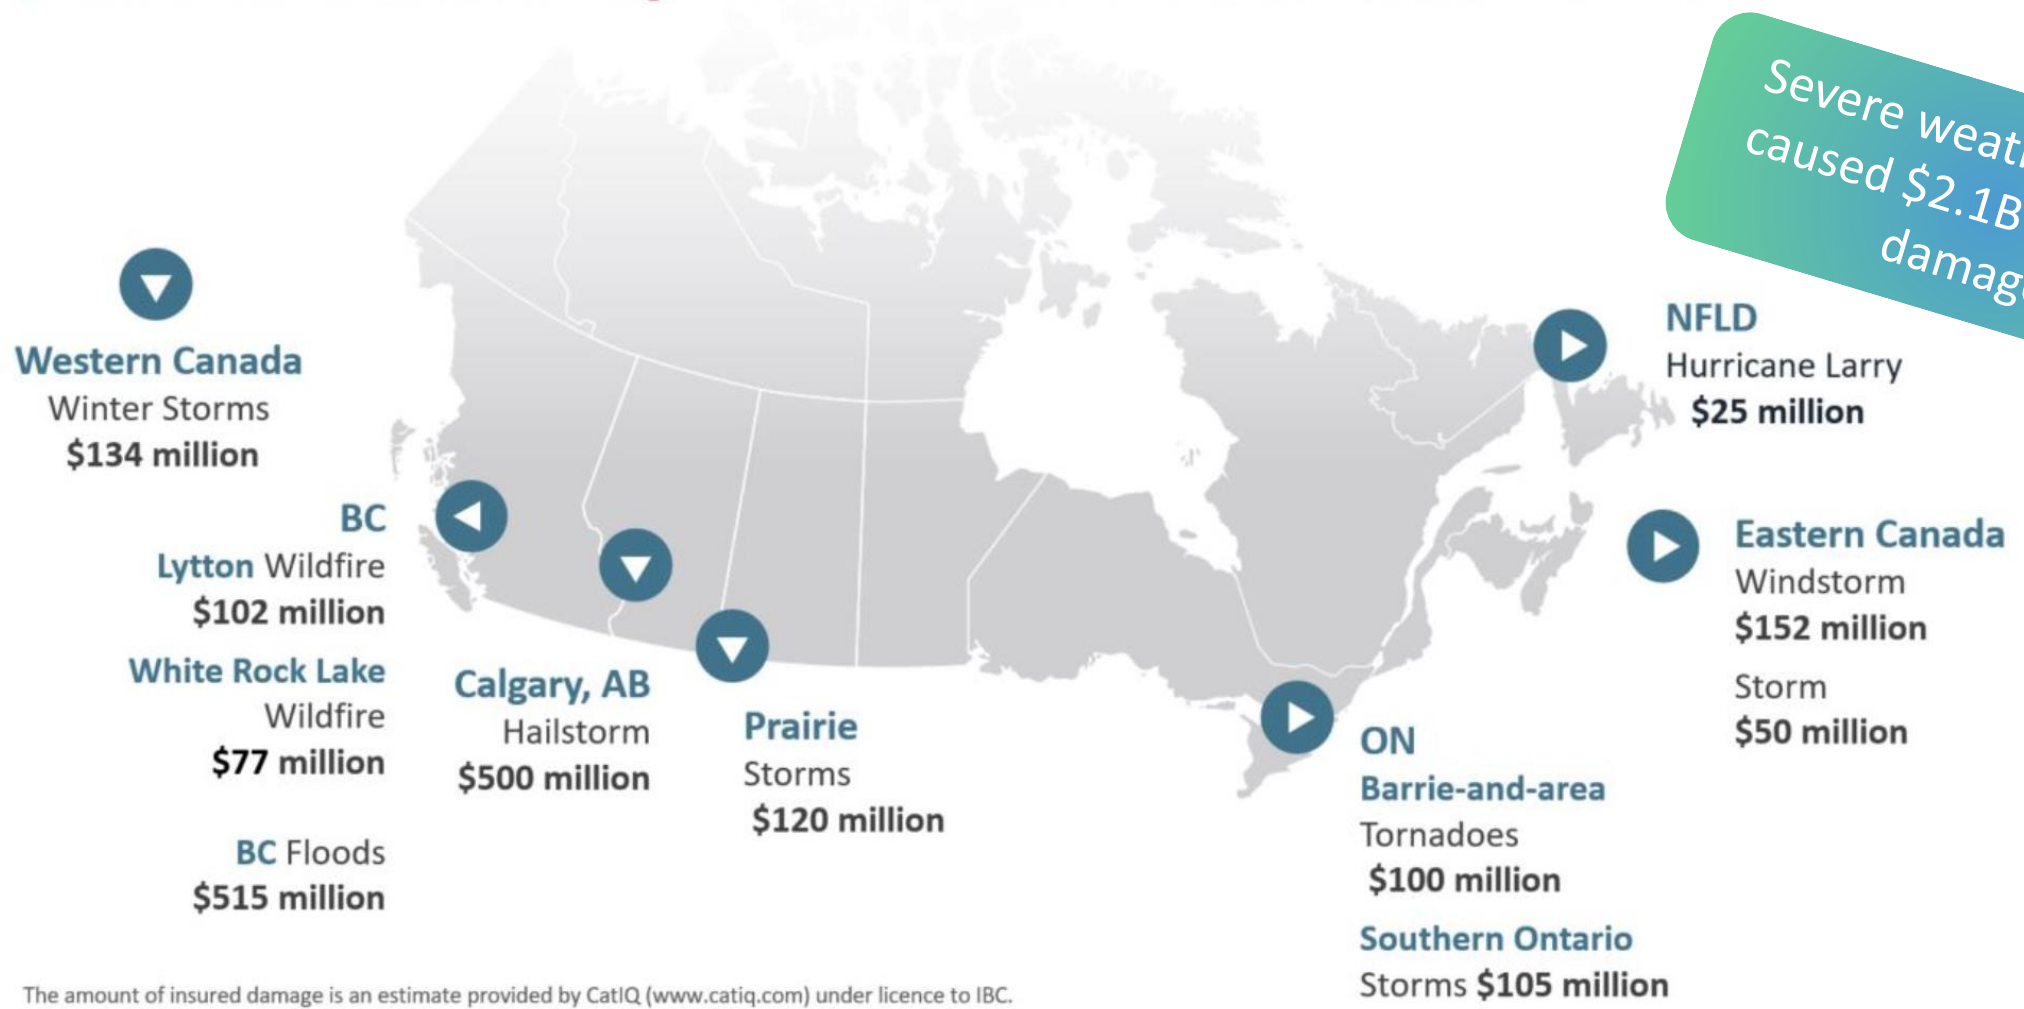 Severe
caused $2.1B
Western Canada
Winter Storms
$134 million
BC
Lytton Wildfire
$102 million
White Rock Lake
Wildfire
$77 million
BC Floods
$515 million
Calgary, AB
Hailstorm
$500 million
Prairie
Storms
$120 million
NFLD
Hurricane Larry
$25 million
Eastern Canada
Windstorm
$152 million
Storm
$50 million
ON
Barrie-and-area
Tornadoes
$100 million
Southern Ontario
Storms $105 million
The amount of insured damage is an estimate provided by CatIQ (www.catiq.com) under licence to IBC.